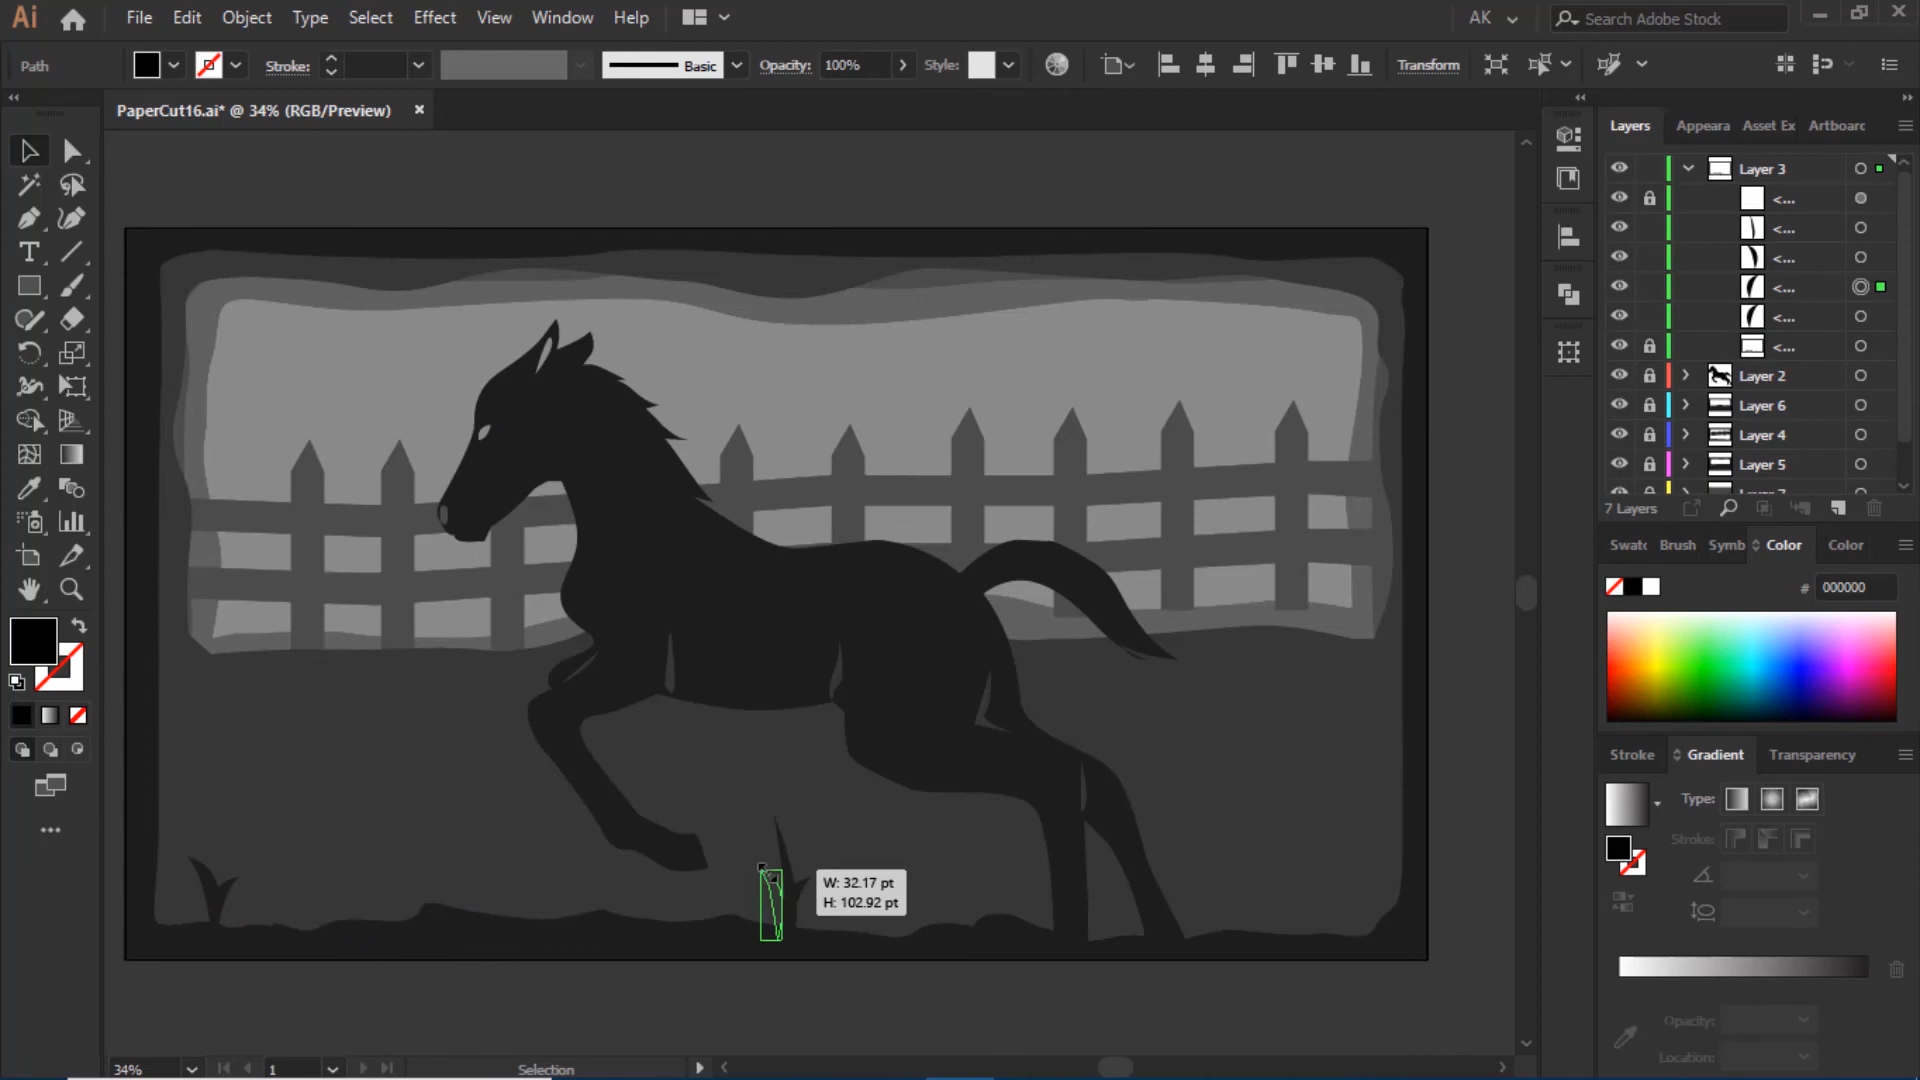 Ai File Edit Object Type Select Effect View Window Help AK Search Adobe Stock
Path Stroke: Basic Opacity: 100% Style: Transform
PaperCut16.ai* @ 34% (RGB/Preview)
Layers Appeara Asset Ex Artboarc
Layer 3
<...
<...
<...
<...
<...
<...
Layer 2
Layer 6
Layer 4
Layer 5
7 Layers
Swatc Brush Symb Color Color
# 000000
Stroke Gradient Transparency
Type:
Stroke:
W: 32.17 pt
H: 102.92 pt
Opacity:
Location:
34% 1 Selection